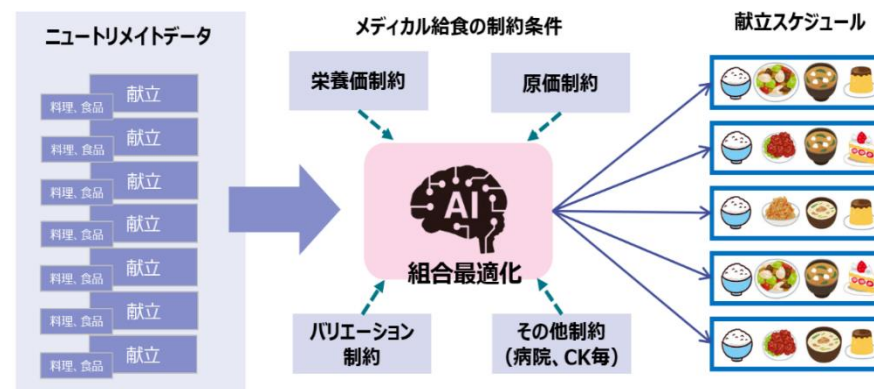 ニュートリメイトデータ
献立
料理、食品
献立
料理、食品
献立
料理、食品
献立
料理、食品
献立
料理、食品
献立
料理、食品
献立
料理、食品
メディカル給食の制約条件
栄養価制約
原価制約
AI
組合最適化
バリエーション
制約
その他制約
(病院、CK毎)
献立スケジュール